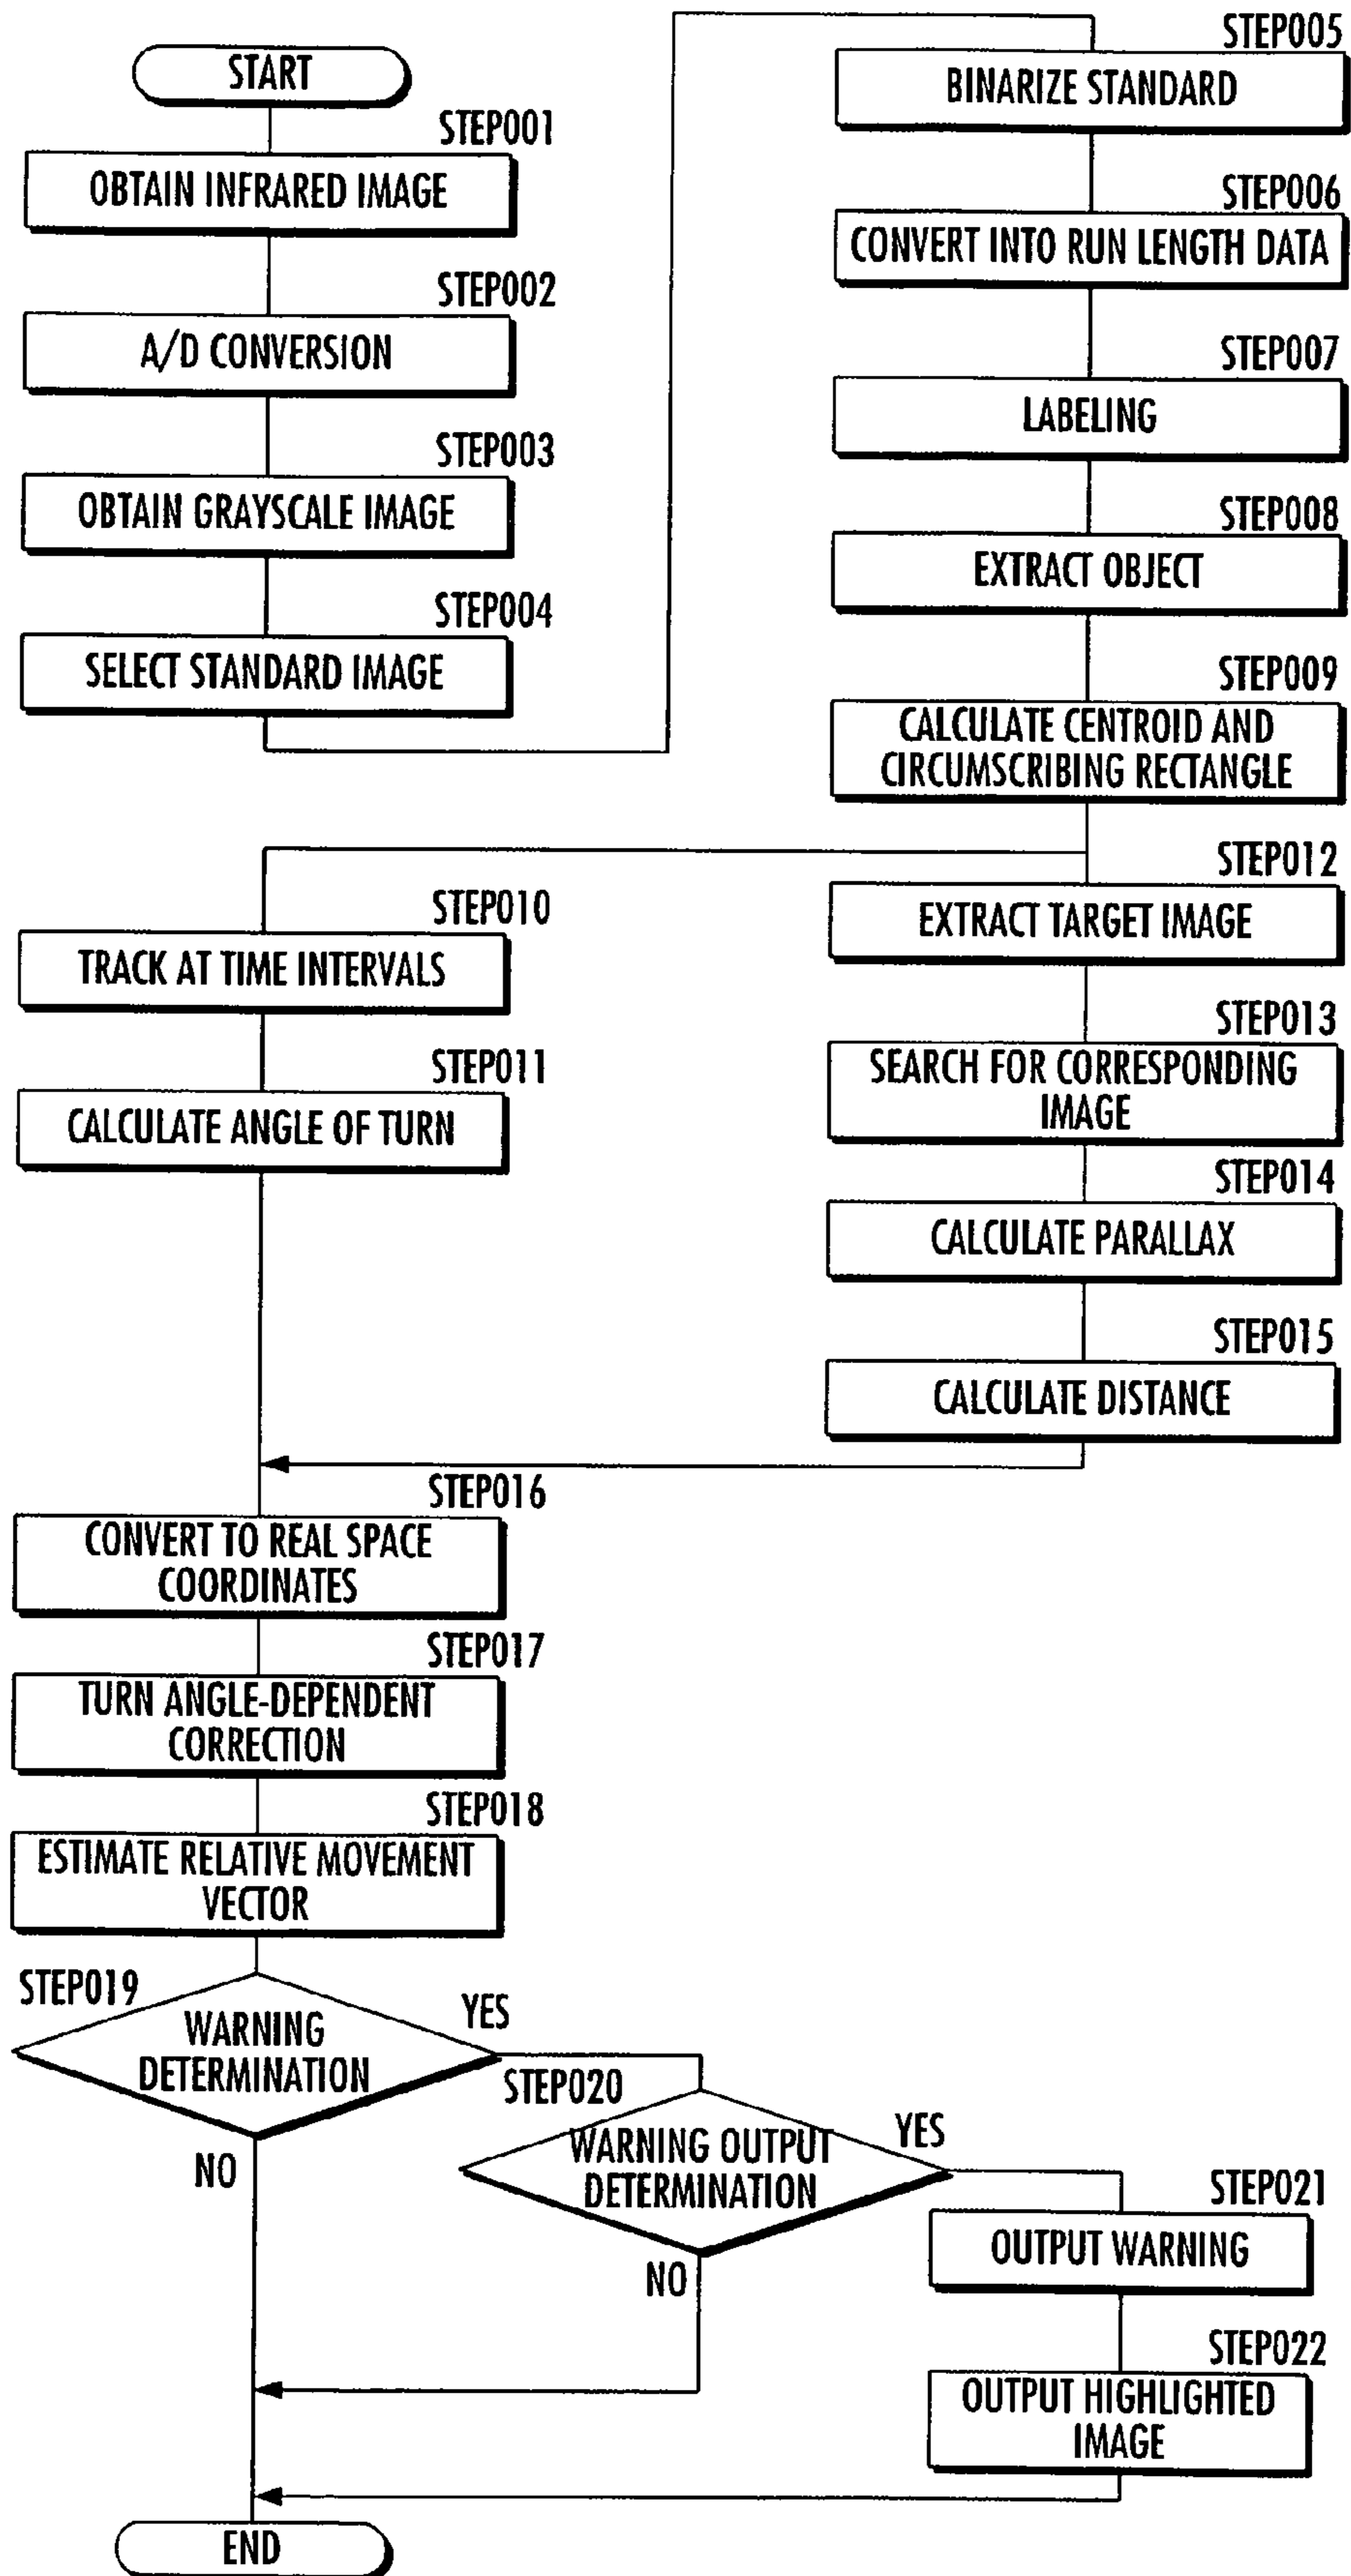 START
STEP001
OBTAIN INFRARED IMAGE
STEP002
A/D CONVERSION
STEP003
OBTAIN GRAYSCALE IMAGE
STEP004
SELECT STANDARD IMAGE
STEP005
BINARIZE STANDARD
STEP006
CONVERT INTO RUN LENGTH DATA
STEP007
LABELING
STEP008
EXTRACT OBJECT
STEP009
CALCULATE CENTROID AND
CIRCUMSCRIBING RECTANGLE
STEP010
TRACK AT TIME INTERVALS
STEP011
CALCULATE ANGLE OF TURN
STEP012
EXTRACT TARGET IMAGE
STEP013
SEARCH FOR CORRESPONDING
IMAGE
STEP014
CALCULATE PARALLAX
STEP015
CALCULATE DISTANCE
STEP016
CONVERT TO REAL SPACE
COORDINATES
STEP017
TURN ANGLE-DEPENDENT
CORRECTION
STEP018
ESTIMATE RELATIVE MOVEMENT
VECTOR
STEP019
WARNING
DETERMINATION
YES
NO
STEP020
WARNING OUTPUT
DETERMINATION
YES
NO
STEP021
OUTPUT WARNING
STEP022
OUTPUT HIGHLIGHTED
IMAGE
END